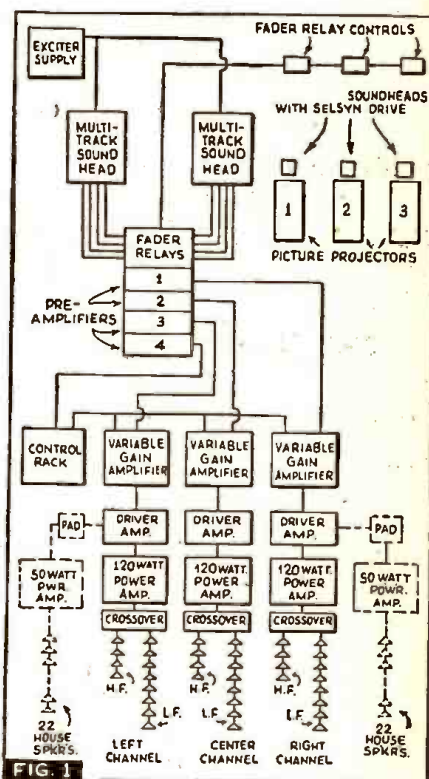 EXCITER
SUPPLY
FADER RELAY CONTROLS
SOUNDHEADS
WITH SELSYN DRIVE
MULTI-
TRACK
SOUND
HEAD
MULTI-
TRACK
SOUND
HEAD
1
2
3
PICTURE PROJECTORS
FADER
RELAYS
1
2
3
4
PRE-
AMPLIFIERS
CONTROL
RACK
VARIABLE
GAIN
AMPLIFIER
VARIABLE
GAIN
AMPLIFIER
VARIABLE
GAIN
AMPLIFIER
PAD
DRIVER
AMP.
DRIVER
AMP.
DRIVER
AMP.
PAD
50 WATT
PWR.
AMP.
120 WATT
POWER
AMP.
120 WATT.
POWER
AMP.
120 WATT.
POWER
AMP.
50 WATT
POWR.
AMP.
CROSSOVER
CROSSOVER
CROSSOVER
H.F.
H.F.
H.F.
L.F.
L.F.
L.F.
22
HOUSE
SPKRS.
LEFT
CHANNEL
CENTER
CHANNEL
RIGHT
CHANNEL
22
HOUSE
SPKRS.
FIG. 1